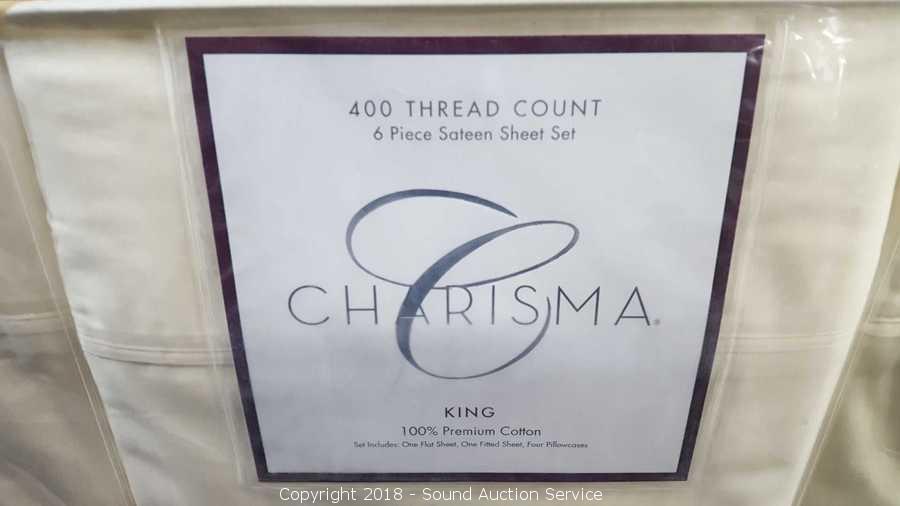 400 THREAD COUNT
6 Piece Sateen Sheet Set
CHARISMA®
KING
100% Premium Cotton
Set Includes: One Flat Sheet, One Fitted Sheet, Four Pillowcases
Copyright 2018 - Sound Auction Service